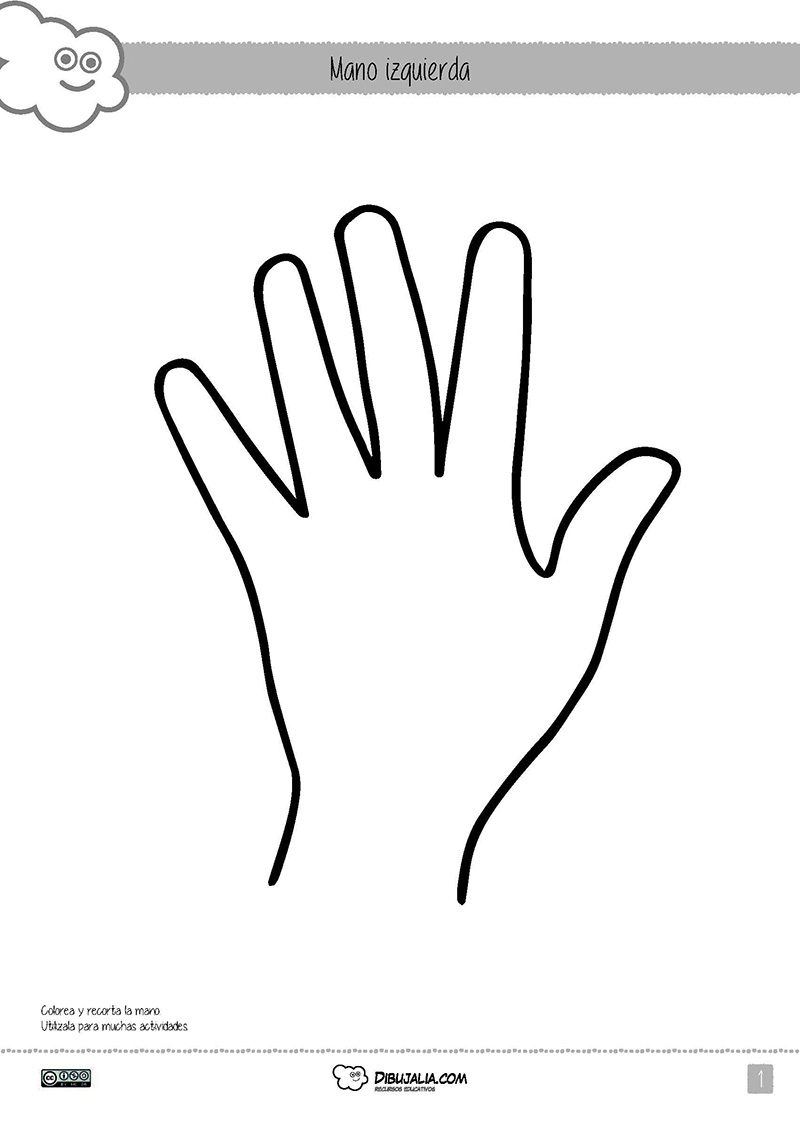 Mano izquierda
Colorea y recorta la mano.
Utilízala para muchas actividades.
DIBUJALIA.COM
RECURSOS EDUCATIVOS
1